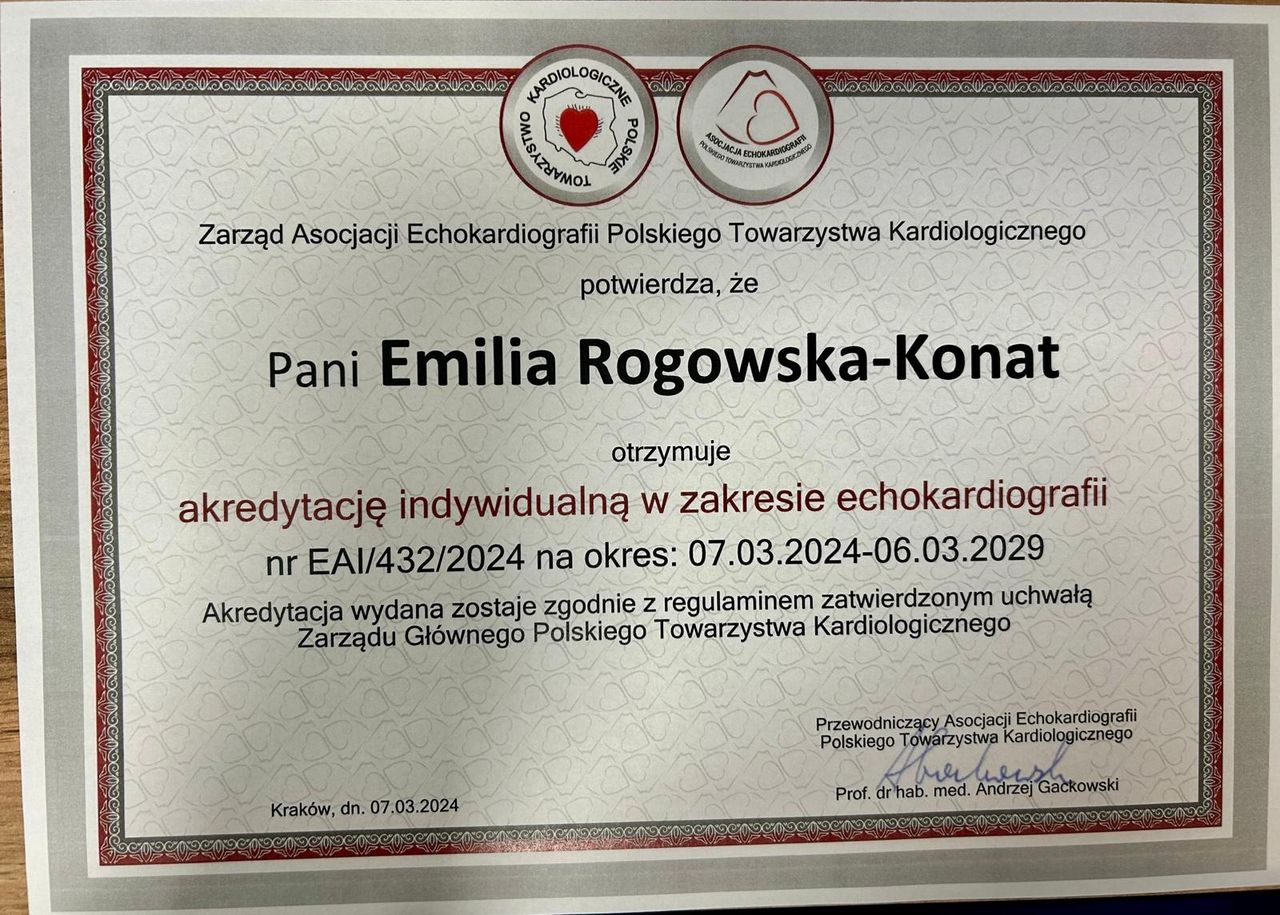 POLSKIE TOWARZYSTWO KARDIOLOGICZNE
ASOCJACJA ECHOKARDIOGRAFII
POLSKIEGO TOWARZYSTWA KARDIOLOGICZNEGO
Zarząd Asocjacji Echokardiografii Polskiego Towarzystwa Kardiologicznego
potwierdza, że
Pani Emilia Rogowska-Konat
otrzymuje
akredytację indywidualną w zakresie echokardiografii
nr EAI/432/2024 na okres: 07.03.2024-06.03.2029
Akredytacja wydana zostaje zgodnie z regulaminem zatwierdzonym uchwałą
Zarządu Głównego Polskiego Towarzystwa Kardiologicznego
Przewodniczący Asocjacji Echokardiografii
Polskiego Towarzystwa Kardiologicznego
Prof. dr hab. med. Andrzej Gackowski
Kraków, dn. 07.03.2024